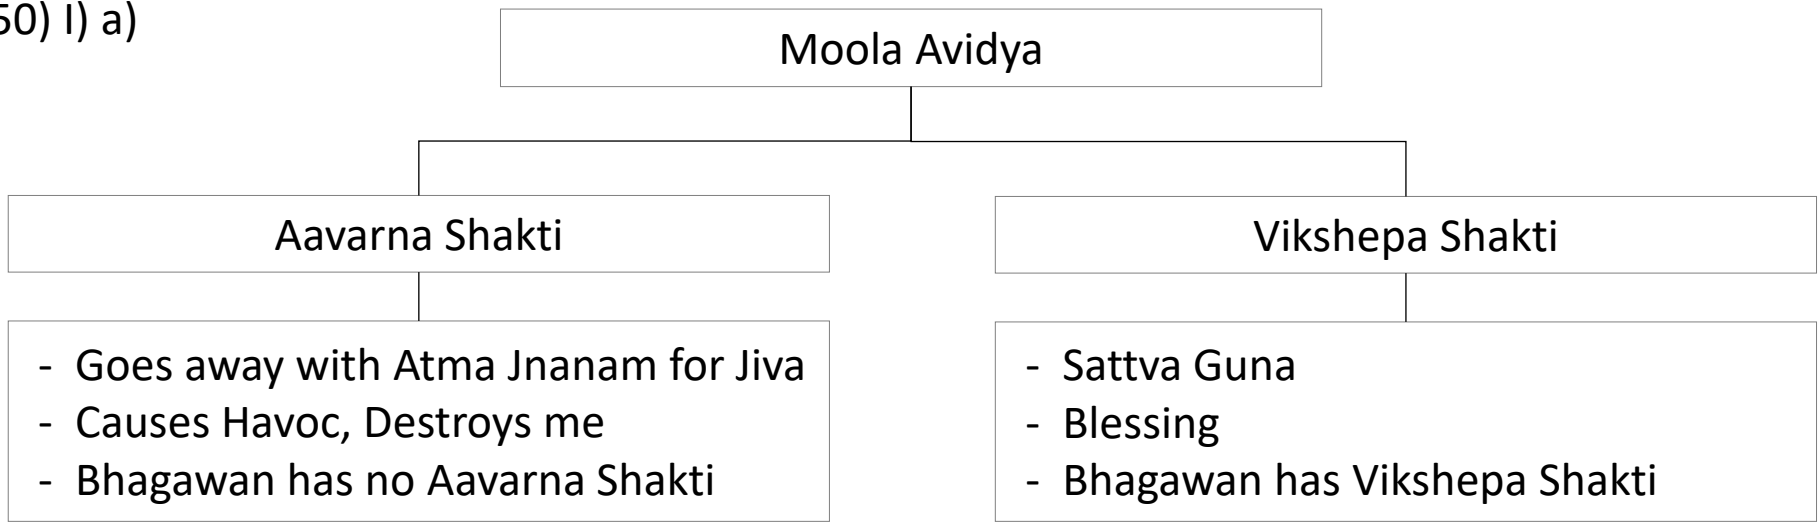 50) I) a)
Moola Avidya
Aavarna Shakti
Vikshepa Shakti
- Goes away with Atma Jnanam for Jiva
- Causes Havoc, Destroys me
- Bhagawan has no Aavarna Shakti
- Sattva Guna
- Blessing
- Bhagawan has Vikshepa Shakti